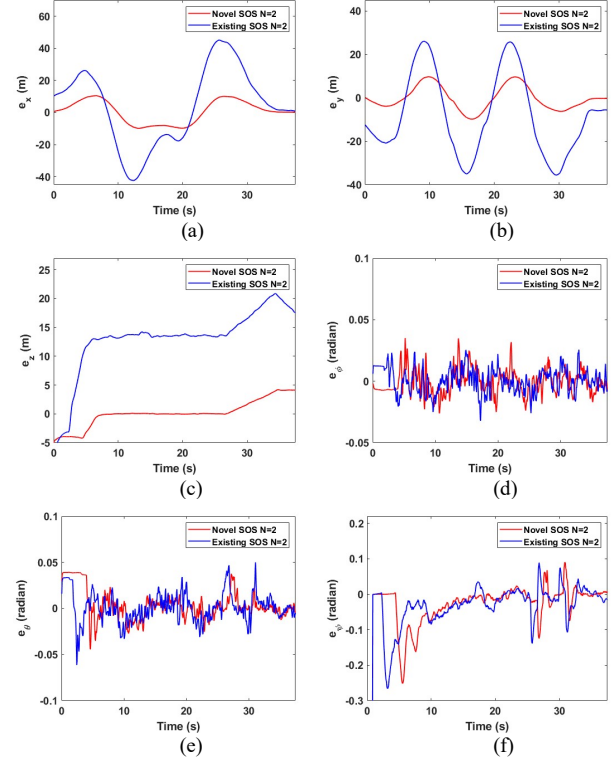 Novel SOS N=2
Existing SOS N=2
60
40
20
0
-20
-40
0
10
20
30
e_x (m)
Time (s)
(a)
Novel SOS N=2
Existing SOS N=2
40
20
0
-20
-40
0
10
20
30
e_y (m)
Time (s)
(b)
Novel SOS N=2
Existing SOS N=2
25
20
15
10
5
0
-5
0
10
20
30
e_z (m)
Time (s)
(c)
Novel SOS N=2
Existing SOS N=2
0.1
0.05
0
-0.05
0
10
20
30
e_ϕ (radian)
Time (s)
(d)
Novel SOS N=2
Existing SOS N=2
0.1
0.05
0
-0.05
-0.1
0
10
20
30
e_θ (radian)
Time (s)
(e)
Novel SOS N=2
Existing SOS N=2
0.2
0.1
0
-0.1
-0.2
-0.3
0
10
20
30
e_ψ (radian)
Time (s)
(f)